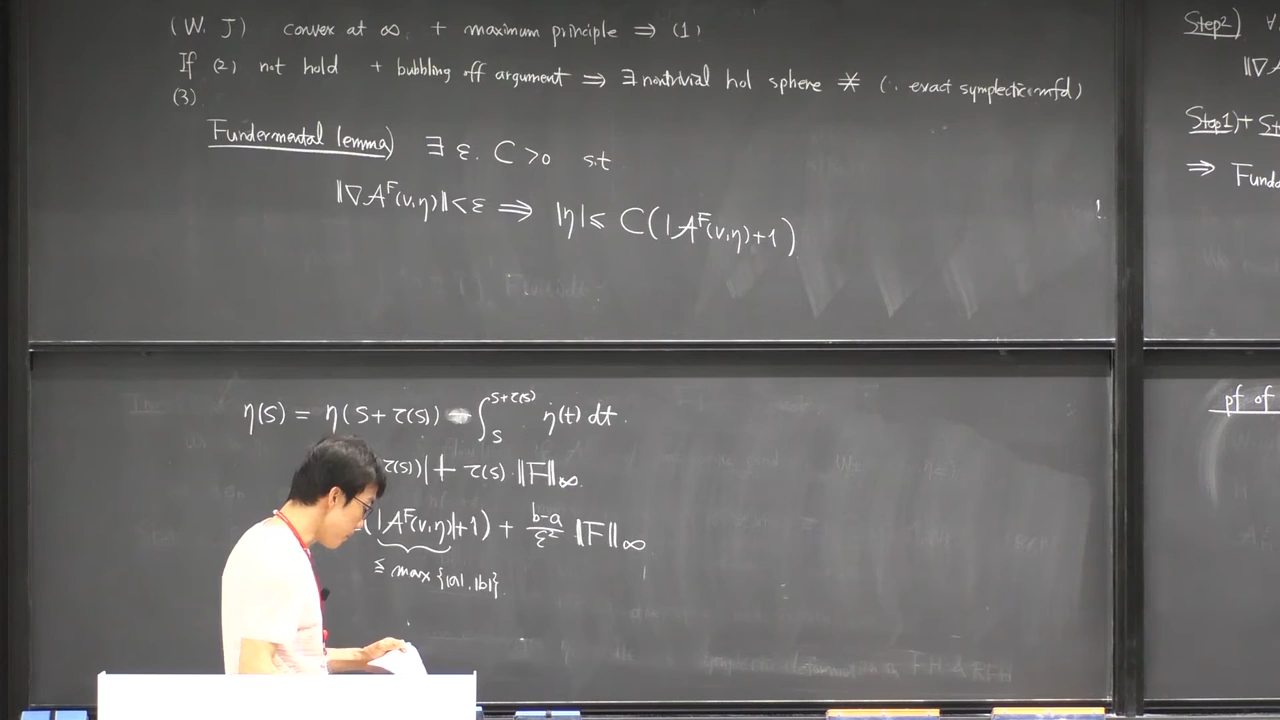 (W. J) convex at ∞, + maximum principle ⇒ (1)
If (2) not hold + bubbling off argument ⇒ ∃ nontrivial hol sphere ※ (∵ exact symplectic mfd)
(3)
Fundermental lemma) ∃ ε. C > 0 s.t
‖∇A^F(v,η)‖ < ε ⇒ |η| ≤ C(|A^F(v,η)+1)
η(s) = η(s+τ(s)) - ∫_s^{s+τ(s)} η̇(t) dt.
τ(s))| + τ(s)·‖F‖_∞.
(|A^F(v,η)|+1) + \frac{b-a}{ε²} ‖F‖_∞
≤ max {|a|, |b|}.
Step2)
‖∇
Step1) +
⇒ Funda
pf of